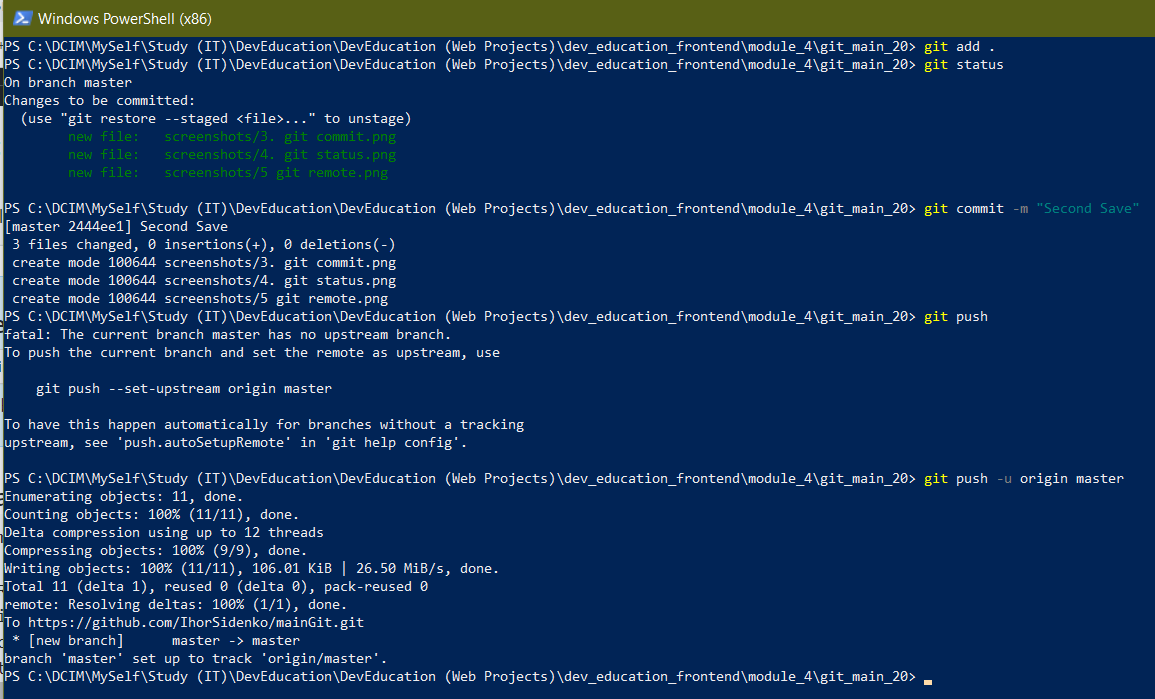 Windows PowerShell (x86)
PS C:\DCIM\MySelf\Study (IT)\DevEducation\DevEducation (Web Projects)\dev_education_frontend\module_4\git_main_20> git add .
PS C:\DCIM\MySelf\Study (IT)\DevEducation\DevEducation (Web Projects)\dev_education_frontend\module_4\git_main_20> git status
On branch master
Changes to be committed:
  (use "git restore --staged <file>..." to unstage)
        new file:   screenshots/3. git commit.png
        new file:   screenshots/4. git status.png
        new file:   screenshots/5 git remote.png
PS C:\DCIM\MySelf\Study (IT)\DevEducation\DevEducation (Web Projects)\dev_education_frontend\module_4\git_main_20> git commit -m "Second Save"
[master 2444ee1] Second Save
 3 files changed, 0 insertions(+), 0 deletions(-)
 create mode 100644 screenshots/3. git commit.png
 create mode 100644 screenshots/4. git status.png
 create mode 100644 screenshots/5 git remote.png
PS C:\DCIM\MySelf\Study (IT)\DevEducation\DevEducation (Web Projects)\dev_education_frontend\module_4\git_main_20> git push
fatal: The current branch master has no upstream branch.
To push the current branch and set the remote as upstream, use
    git push --set-upstream origin master
To have this happen automatically for branches without a tracking
upstream, see 'push.autoSetupRemote' in 'git help config'.
PS C:\DCIM\MySelf\Study (IT)\DevEducation\DevEducation (Web Projects)\dev_education_frontend\module_4\git_main_20> git push -u origin master
Enumerating objects: 11, done.
Counting objects: 100% (11/11), done.
Delta compression using up to 12 threads
Compressing objects: 100% (9/9), done.
Writing objects: 100% (11/11), 106.01 KiB | 26.50 MiB/s, done.
Total 11 (delta 1), reused 0 (delta 0), pack-reused 0
remote: Resolving deltas: 100% (1/1), done.
To https://github.com/IhorSidenko/mainGit.git
 * [new branch]      master -> master
branch 'master' set up to track 'origin/master'.
PS C:\DCIM\MySelf\Study (IT)\DevEducation\DevEducation (Web Projects)\dev_education_frontend\module_4\git_main_20>